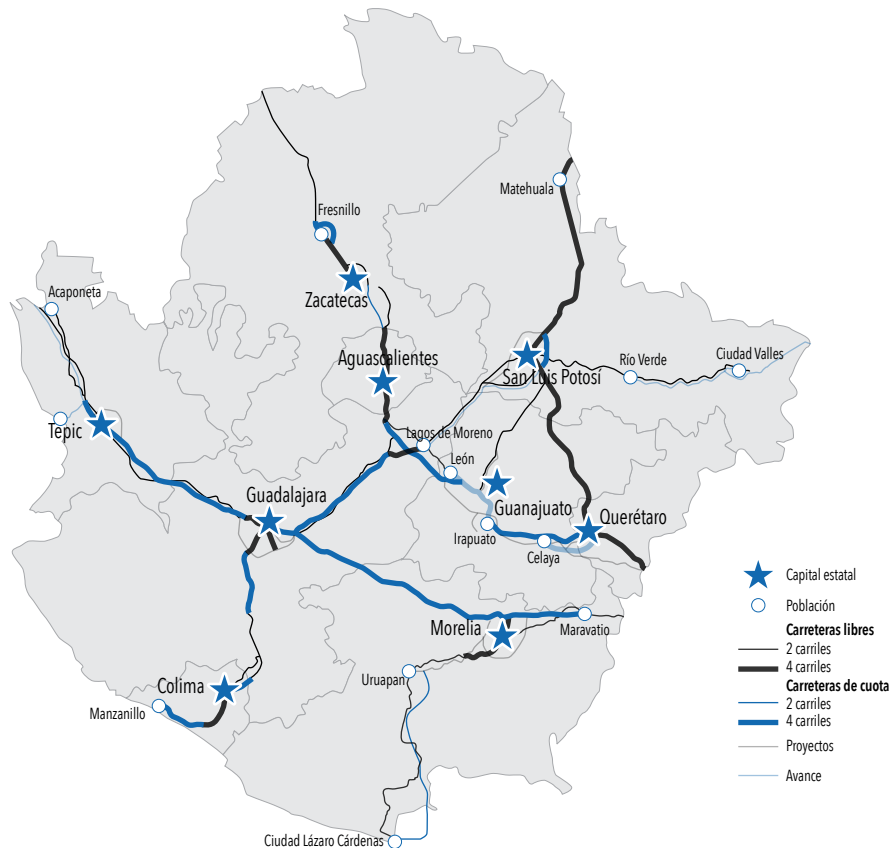 Matehuala
Fresnillo
Zacatecas
Acaponeta
Aguascalientes
San Luis Potosí
Río Verde
Ciudad Valles
Tepic
Lagos de Moreno
León
Guadalajara
Guanajuato
Querétaro
Irapuato
Celaya
Capital estatal
Población
Morelia
Maravatio
Carreteras libres
2 carriles
4 carriles
Uruapan
Colima
Carreteras de cuota
2 carriles
4 carriles
Manzanillo
Proyectos
Avance
Ciudad Lázaro Cárdenas